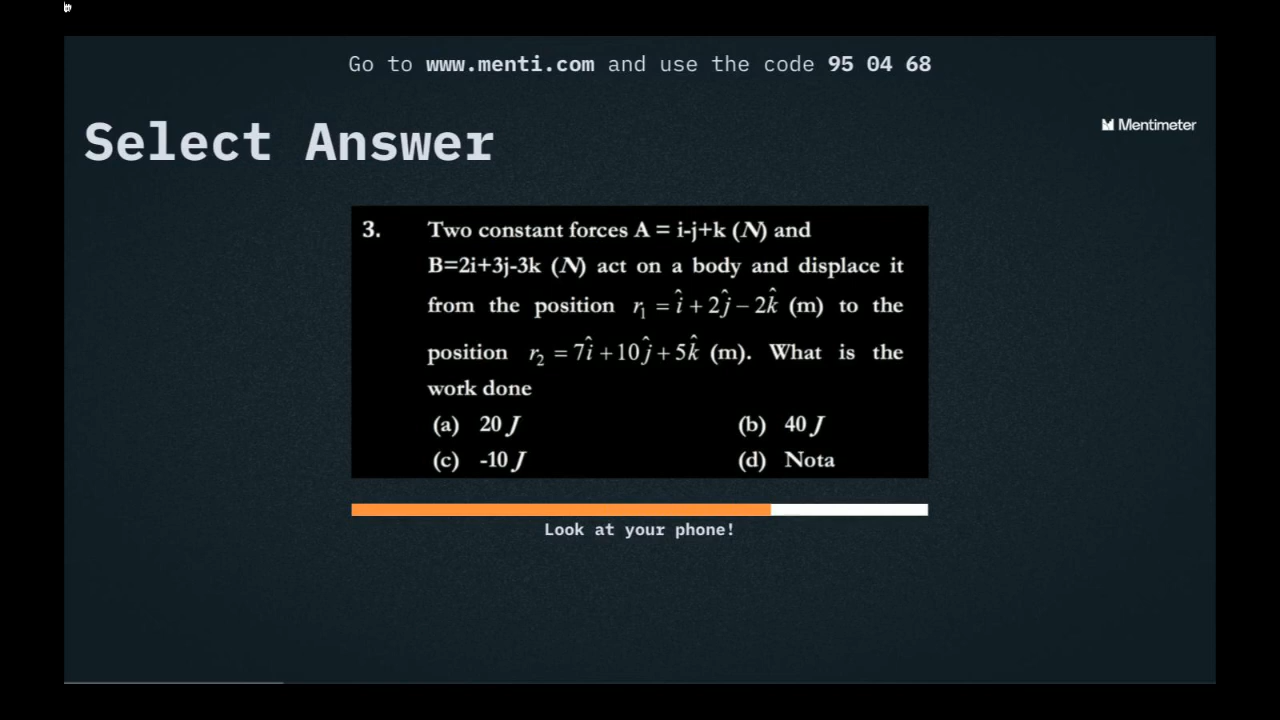 Go to www.menti.com and use the code 95 04 68
Select Answer
Mentimeter
3. Two constant forces A = i-j+k (N) and
B=2i+3j-3k (N) act on a body and displace it
from the position r₁ = î + 2ĵ – 2k̂ (m) to the
position r₂ = 7î + 10ĵ + 5k̂ (m). What is the
work done
(a) 20 J (b) 40 J
(c) -10 J (d) Nota
Look at your phone!